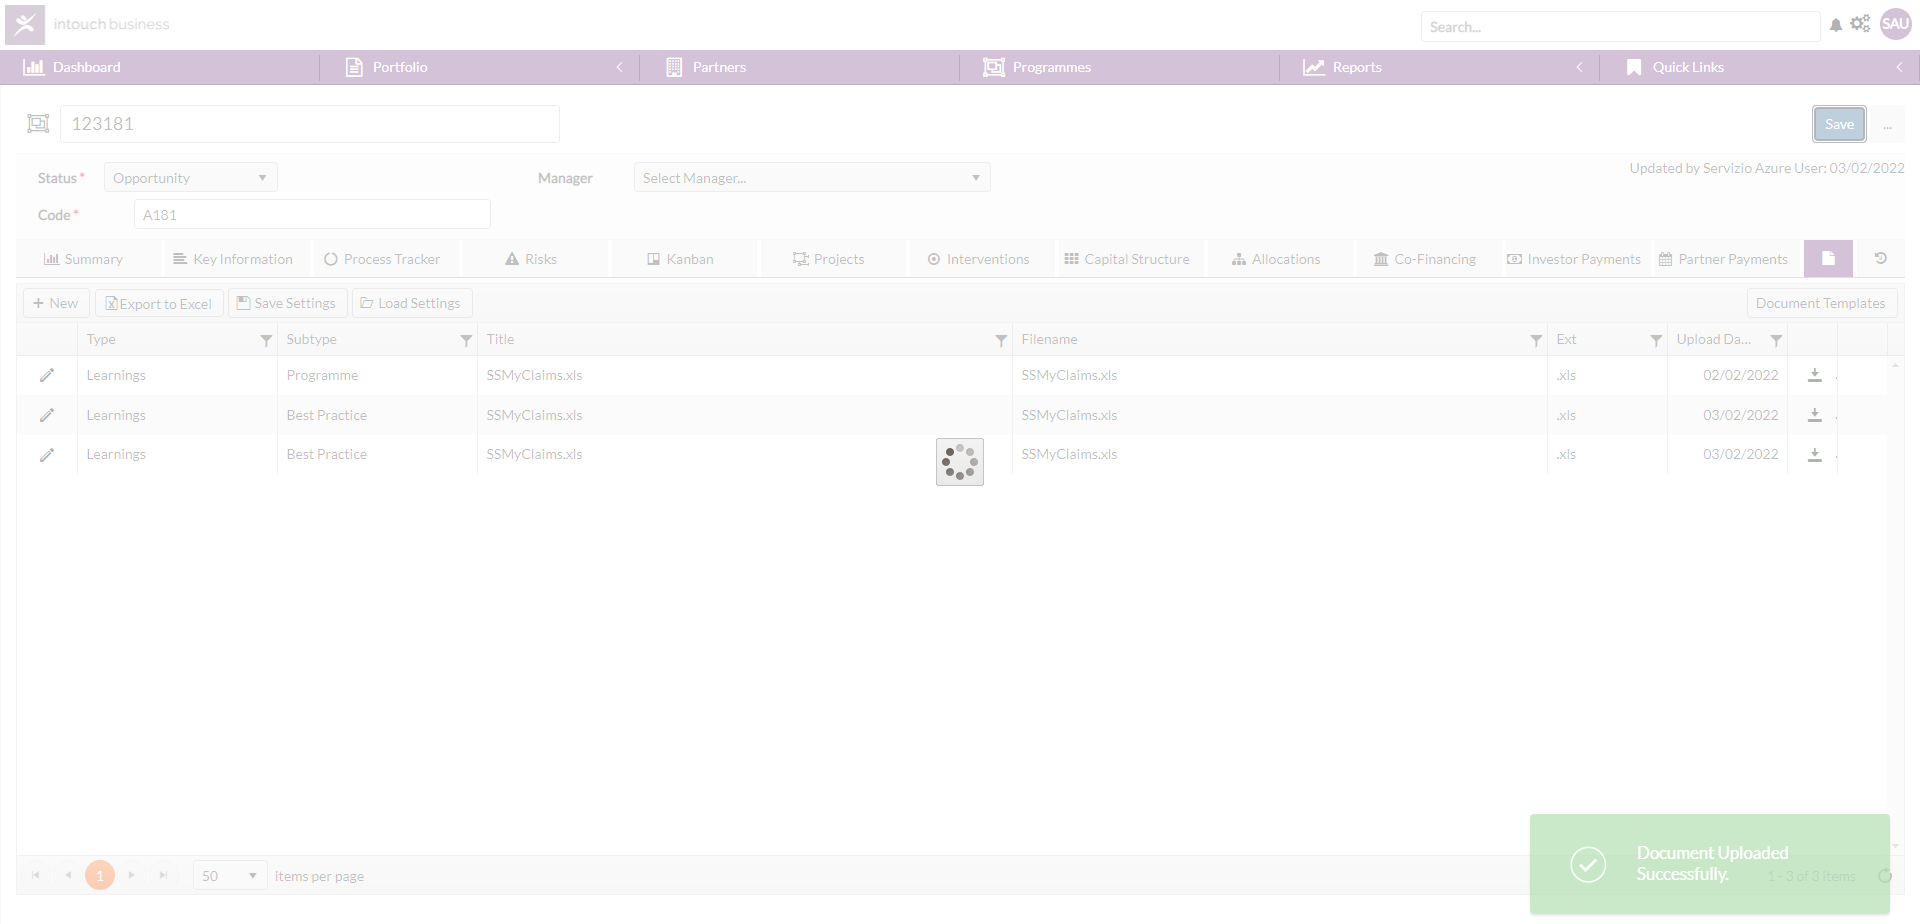 intouch business
Search...
SAU
Dashboard
Portfolio
Partners
Programmes
Reports
Quick Links
123181
Save
...
Status *
Opportunity
Manager
Select Manager...
Updated by Servizio Azure User: 03/02/2022
Code *
A181
Summary
Key Information
Process Tracker
Risks
Kanban
Projects
Interventions
Capital Structure
Allocations
Co-Financing
Investor Payments
Partner Payments
+ New
Export to Excel
Save Settings
Load Settings
Document Templates
Type Subtype Title Filename Ext Upload Da...
Learnings Programme SSMyClaims.xls SSMyClaims.xls .xls 02/02/2022
Learnings Best Practice SSMyClaims.xls SSMyClaims.xls .xls 03/02/2022
Learnings Best Practice SSMyClaims.xls SSMyClaims.xls .xls 03/02/2022
1
50
items per page
Document Uploaded
Successfully.
1 - 3 of 3 items